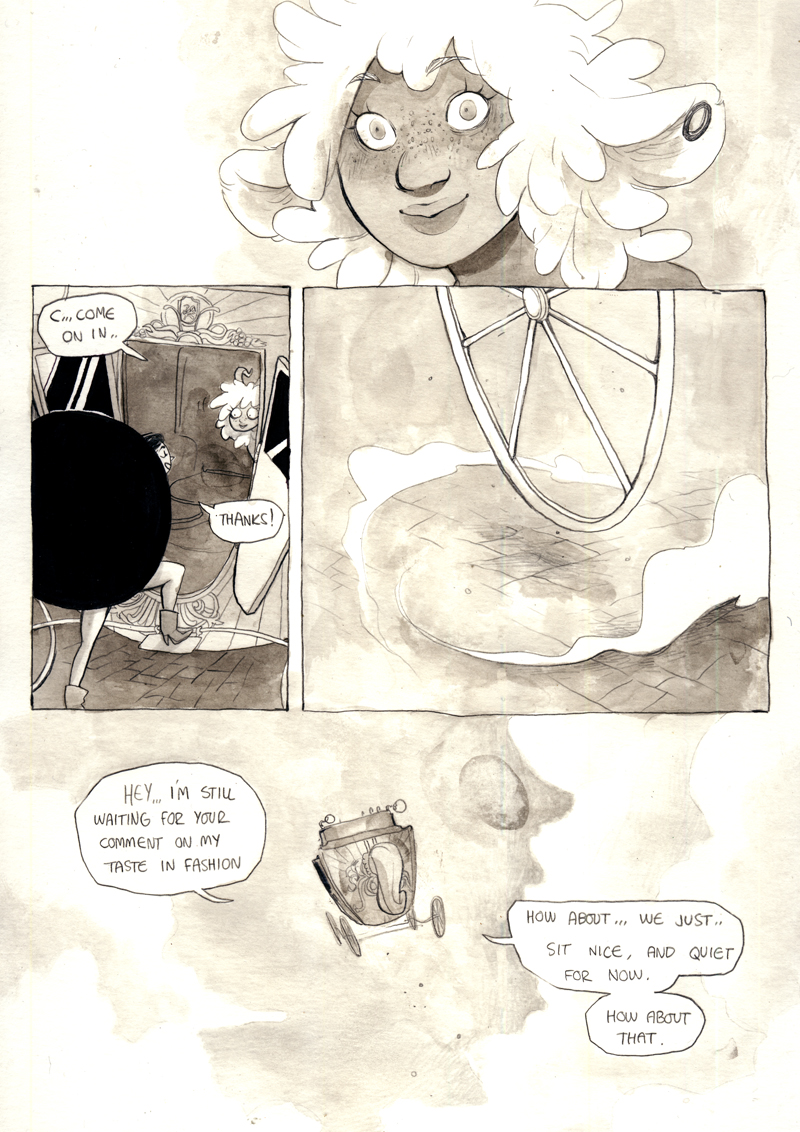 C... COME
ON IN..
THANKS!
HEY... I'M STILL
WAITING FOR YOUR
COMMENT ON MY
TASTE IN FASHION
HOW ABOUT... WE JUST..
SIT NICE, AND QUIET
FOR NOW.
HOW ABOUT
THAT.